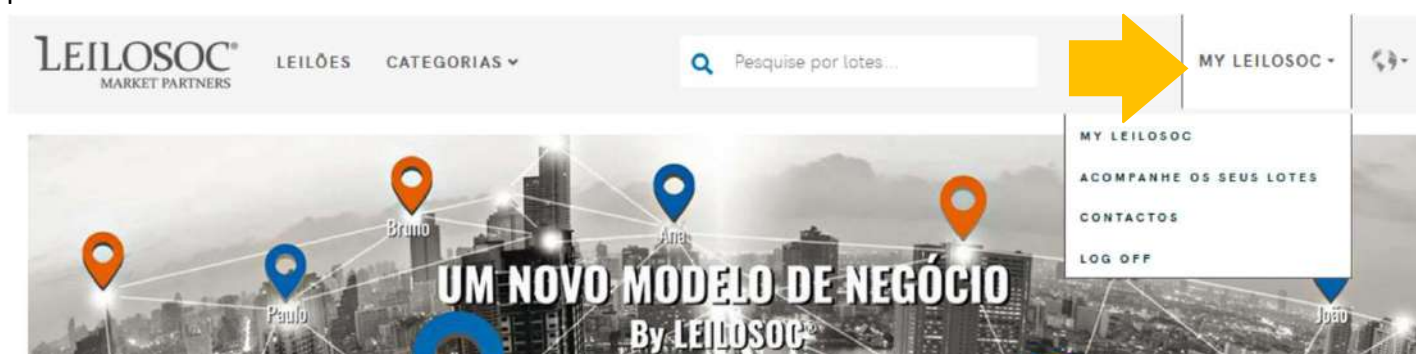 LEILOSOC®
MARKET PARTNERS
LEILÕES
CATEGORIAS
Pesquise por lotes...
MY LEILOSOC
MY LEILOSOC
ACOMPANHE OS SEUS LOTES
CONTACTOS
LOG OFF
Bruno
Ana
Paulo
João
UM NOVO MODELO DE NEGÓCIO
By LEILOSOC®